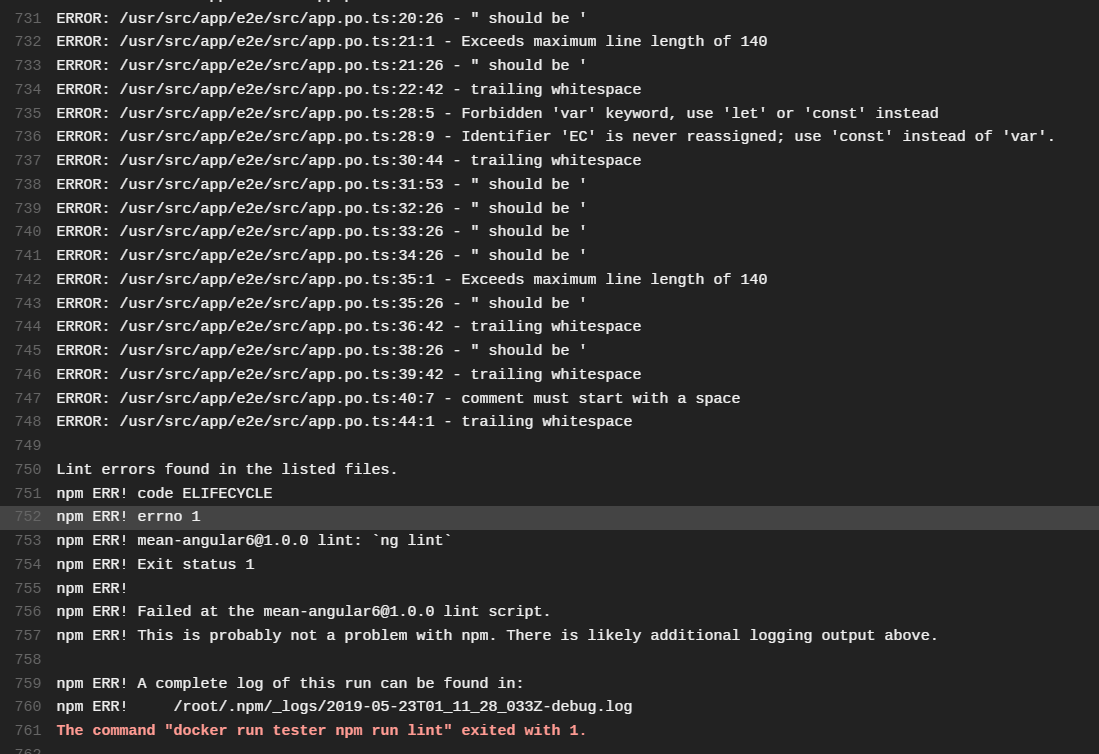 731 ERROR: /usr/src/app/e2e/src/app.po.ts:20:26 - " should be '
732 ERROR: /usr/src/app/e2e/src/app.po.ts:21:1 - Exceeds maximum line length of 140
733 ERROR: /usr/src/app/e2e/src/app.po.ts:21:26 - " should be '
734 ERROR: /usr/src/app/e2e/src/app.po.ts:22:42 - trailing whitespace
735 ERROR: /usr/src/app/e2e/src/app.po.ts:28:5 - Forbidden 'var' keyword, use 'let' or 'const' instead
736 ERROR: /usr/src/app/e2e/src/app.po.ts:28:9 - Identifier 'EC' is never reassigned; use 'const' instead of 'var'.
737 ERROR: /usr/src/app/e2e/src/app.po.ts:30:44 - trailing whitespace
738 ERROR: /usr/src/app/e2e/src/app.po.ts:31:53 - " should be '
739 ERROR: /usr/src/app/e2e/src/app.po.ts:32:26 - " should be '
740 ERROR: /usr/src/app/e2e/src/app.po.ts:33:26 - " should be '
741 ERROR: /usr/src/app/e2e/src/app.po.ts:34:26 - " should be '
742 ERROR: /usr/src/app/e2e/src/app.po.ts:35:1 - Exceeds maximum line length of 140
743 ERROR: /usr/src/app/e2e/src/app.po.ts:35:26 - " should be '
744 ERROR: /usr/src/app/e2e/src/app.po.ts:36:42 - trailing whitespace
745 ERROR: /usr/src/app/e2e/src/app.po.ts:38:26 - " should be '
746 ERROR: /usr/src/app/e2e/src/app.po.ts:39:42 - trailing whitespace
747 ERROR: /usr/src/app/e2e/src/app.po.ts:40:7 - comment must start with a space
748 ERROR: /usr/src/app/e2e/src/app.po.ts:44:1 - trailing whitespace
749
750 Lint errors found in the listed files.
751 npm ERR! code ELIFECYCLE
752 npm ERR! errno 1
753 npm ERR! mean-angular6@1.0.0 lint: `ng lint`
754 npm ERR! Exit status 1
755 npm ERR!
756 npm ERR! Failed at the mean-angular6@1.0.0 lint script.
757 npm ERR! This is probably not a problem with npm. There is likely additional logging output above.
758
759 npm ERR! A complete log of this run can be found in:
760 npm ERR!     /root/.npm/_logs/2019-05-23T01_11_28_033Z-debug.log
761 The command "docker run tester npm run lint" exited with 1.